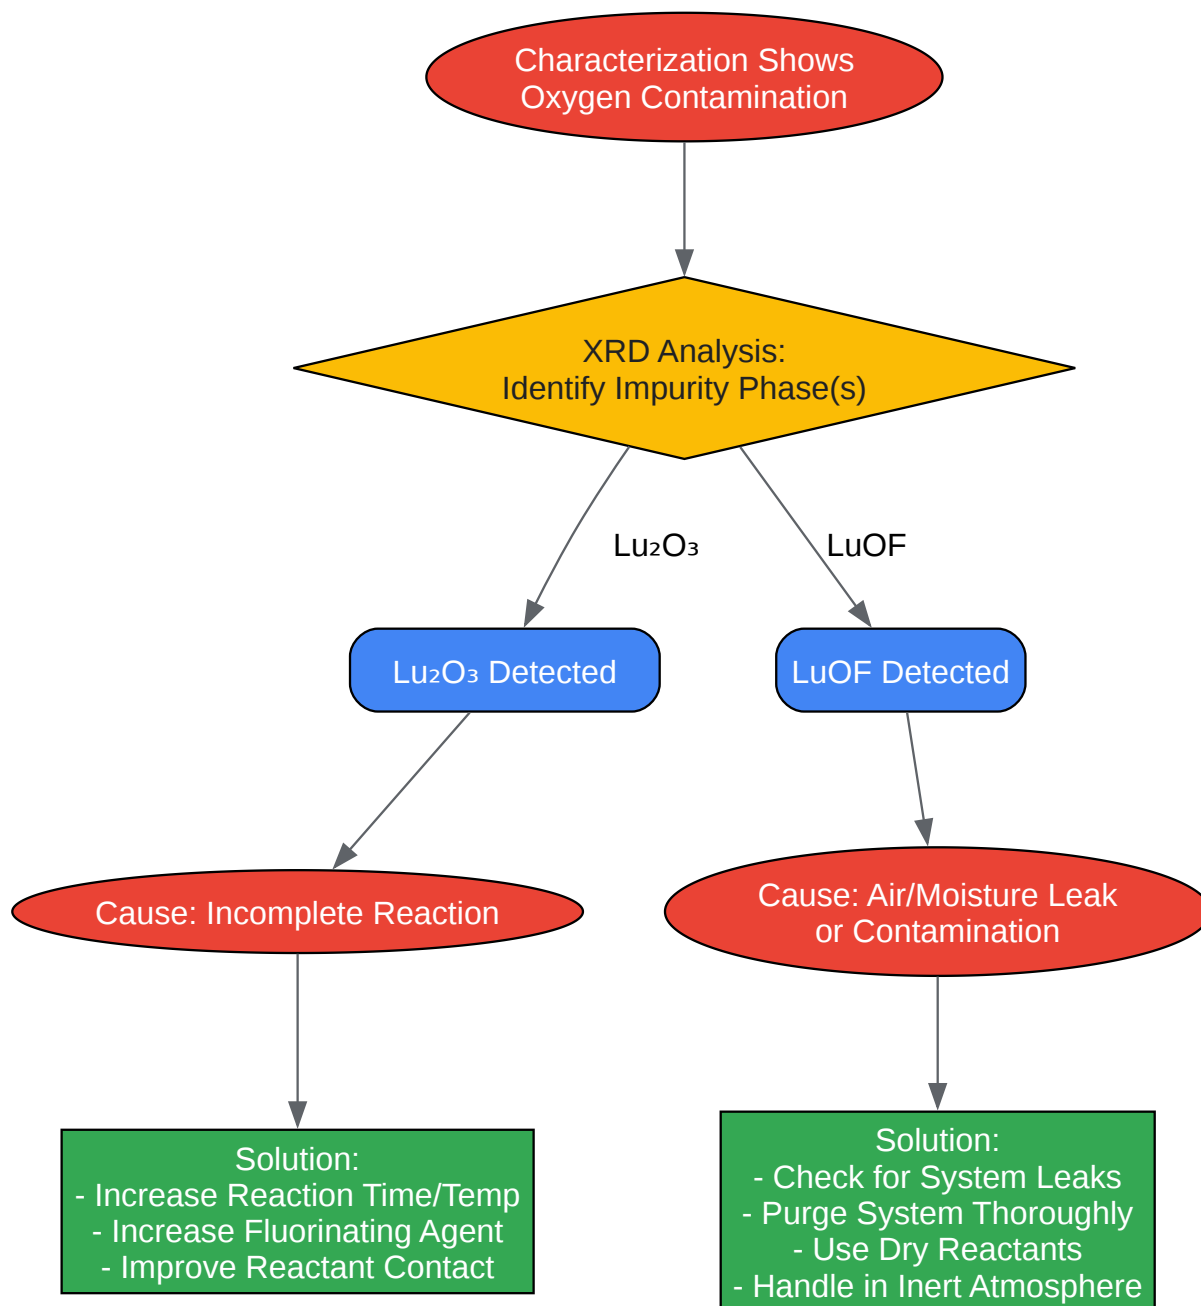 Characterization Shows
Oxygen Contamination
XRD Analysis:
Identify Impurity Phase(s)
Lu₂O₃
LuOF
Lu₂O₃ Detected
LuOF Detected
Cause: Incomplete Reaction
Cause: Air/Moisture Leak
or Contamination
Solution:
- Increase Reaction Time/Temp
- Increase Fluorinating Agent
- Improve Reactant Contact
Solution:
- Check for System Leaks
- Purge System Thoroughly
- Use Dry Reactants
- Handle in Inert Atmosphere